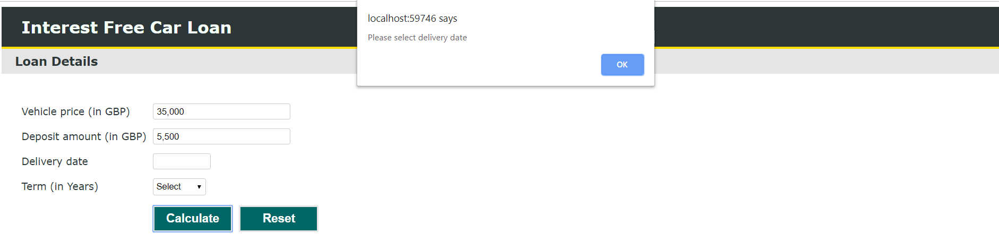 localhost:59746 says
Please select delivery date
OK
Interest Free Car Loan
Loan Details
Vehicle price (in GBP) 35,000
Deposit amount (in GBP) 5,500
Delivery date
Term (in Years) Select
Calculate Reset